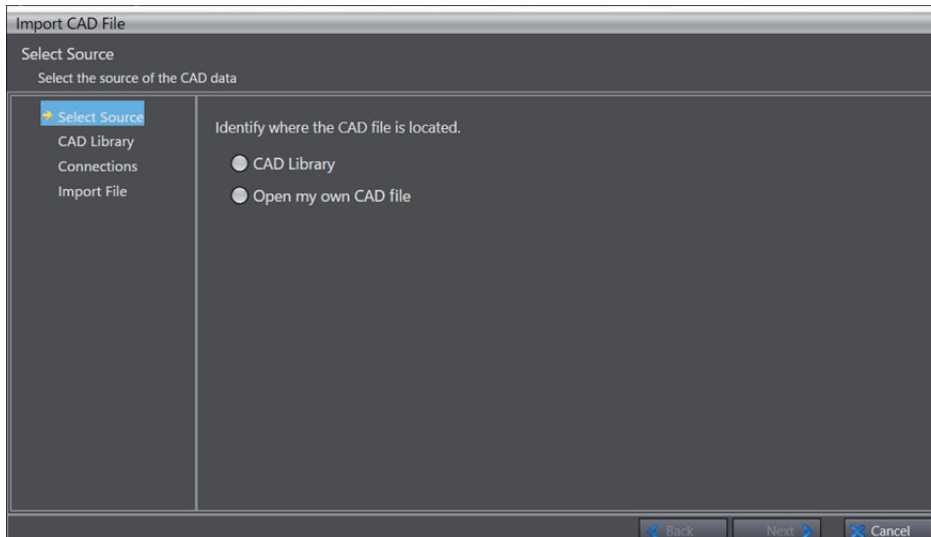 Import CAD File
Select Source
Select the source of the CAD data
Select Source
CAD Library
Connections
Import File
Identify where the CAD file is located.
CAD Library
Open my own CAD file
Back Next Cancel